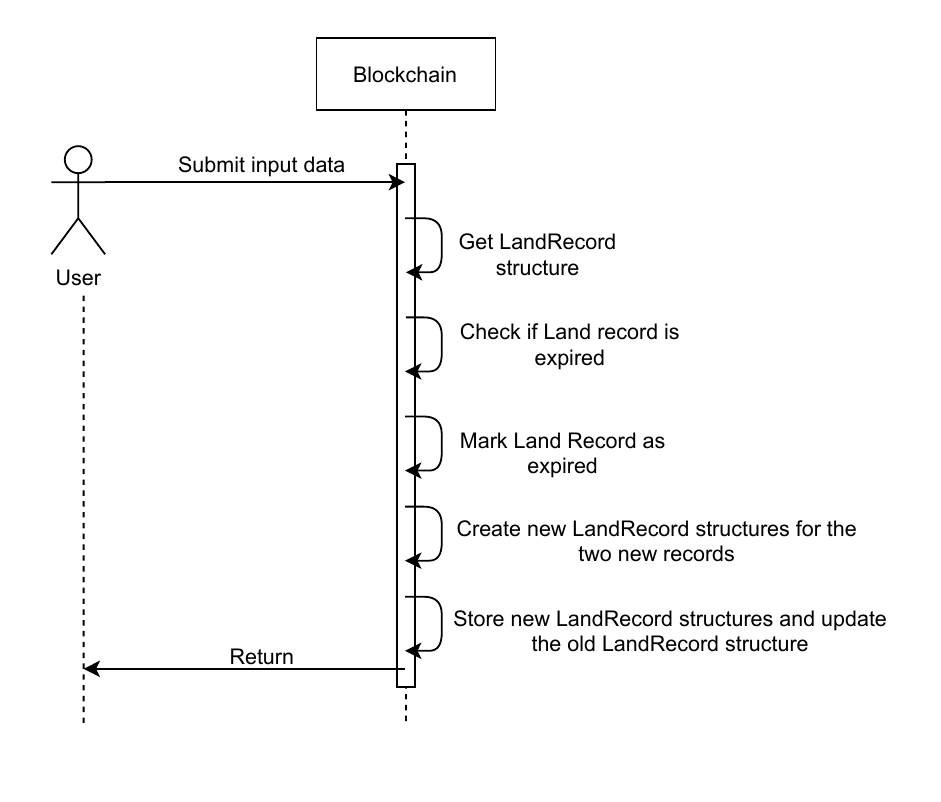 Blockchain
Submit input data
Get LandRecord
structure
User
Check if Land record is
expired
Mark Land Record as
expired
Create new LandRecord structures for the
two new records
Store new LandRecord structures and update
the old LandRecord structure
Return